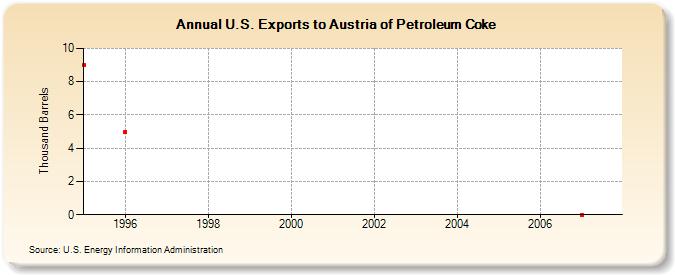 Annual U.S. Exports to Austria of Petroleum Coke
Thousand Barrels
10
8
6
4
2
0
1996 1998 2000 2002 2004 2006
Source: U.S. Energy Information Administration